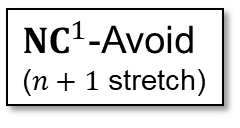 NC¹-Avoid
(n + 1 stretch)